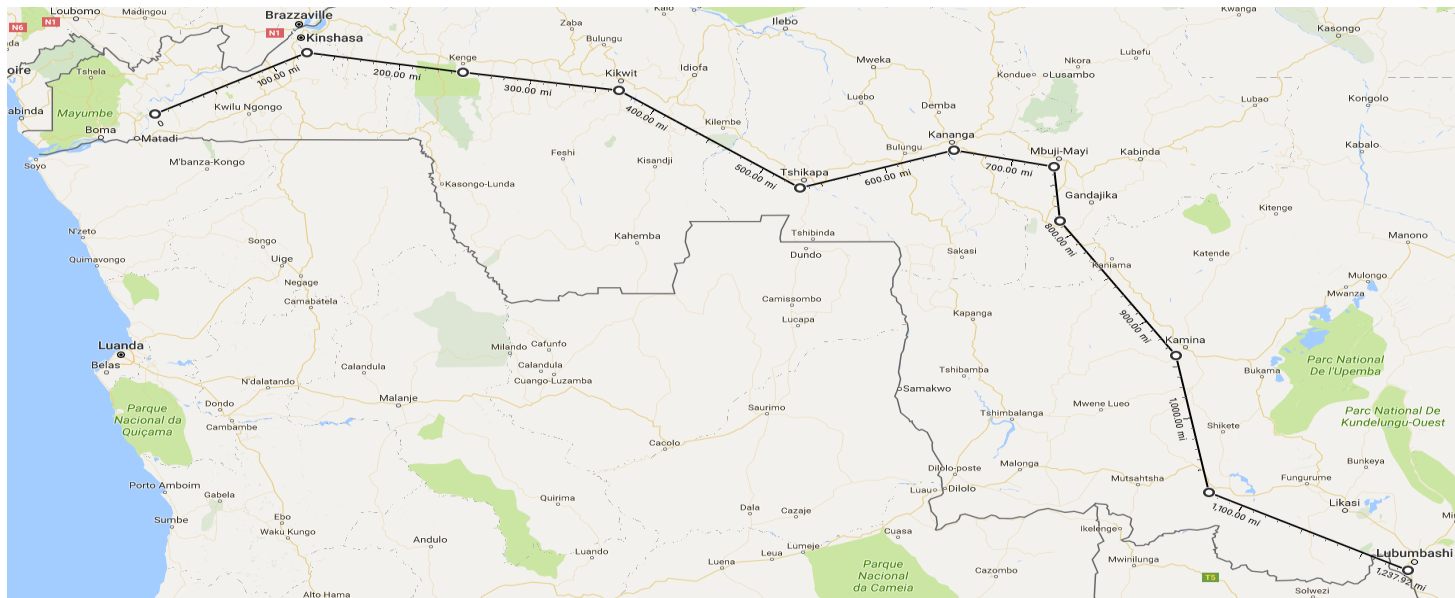 Loubomo
Madingou
Brazzaville
Kalo
Kwanga
N6
N1
N1
Kinshasa
Zaba
Ilebo
Kasongo
Bulungu
Lubefu
oire
Tshela
Kenge
Kikwit
Idiofa
Mweka
Nkora
Kondue
Lusambo
100.00 mi
200.00 mi
300.00 mi
400.00 mi
Luebo
Lubao
Kongolo
abinda
Mayumbe
Kwilu Ngongo
Demba
0
Boma
Matadi
Kilembe
Kananga
Bulungu
Mbuji-Mayi
Kabinda
Kabalo
Soyo
M'banza-Kongo
Feshi
Kisandji
500.00 mi
Tshikapa
600.00 mi
700.00 mi
Kasongo-Lunda
Gandajika
Kitenge
N'zeto
Songo
Kahemba
Tshibinda
800.00 mi
Manono
Quimavongo
Uige
Dundo
Sakasi
Kaniama
Katende
Negage
Mulongo
Camabatela
Camissombo
Mwanza
Lucapa
Kapanga
900.00 mi
Luanda
Milando
Cafunfo
Kamina
Belas
Calandula
Calandula
Parc National
De l'Upemba
N'dalatando
Cuango-Luzamba
Tshibamba
Bukama
Samakwo
Malanje
Dondo
Parque
Nacional da
Quiçama
Cambambe
Saurimo
Tshimbalanga
Mwene Lueo
1,000.00 mi
Parc National De
Kundelungu-Ouest
Shikete
Cacolo
Dilolo-poste
Malonga
Bunkeya
Porto Amboim
Gabela
Quirima
Luau
Dilolo
Mutsahtsha
Fungurume
Sumbe
Ebo
Dala
Cazaje
1,100.00 mi
Likasi
Waku Kungo
Cuasa
Ikelenge
Andulo
Luando
Luena
Leua
Lumeje
Mwinilunga
Lubumbashi
Parque
Nacional
da Cameia
Cazombo
T5
1,237.92 mi
Alto Hama
Solwezi